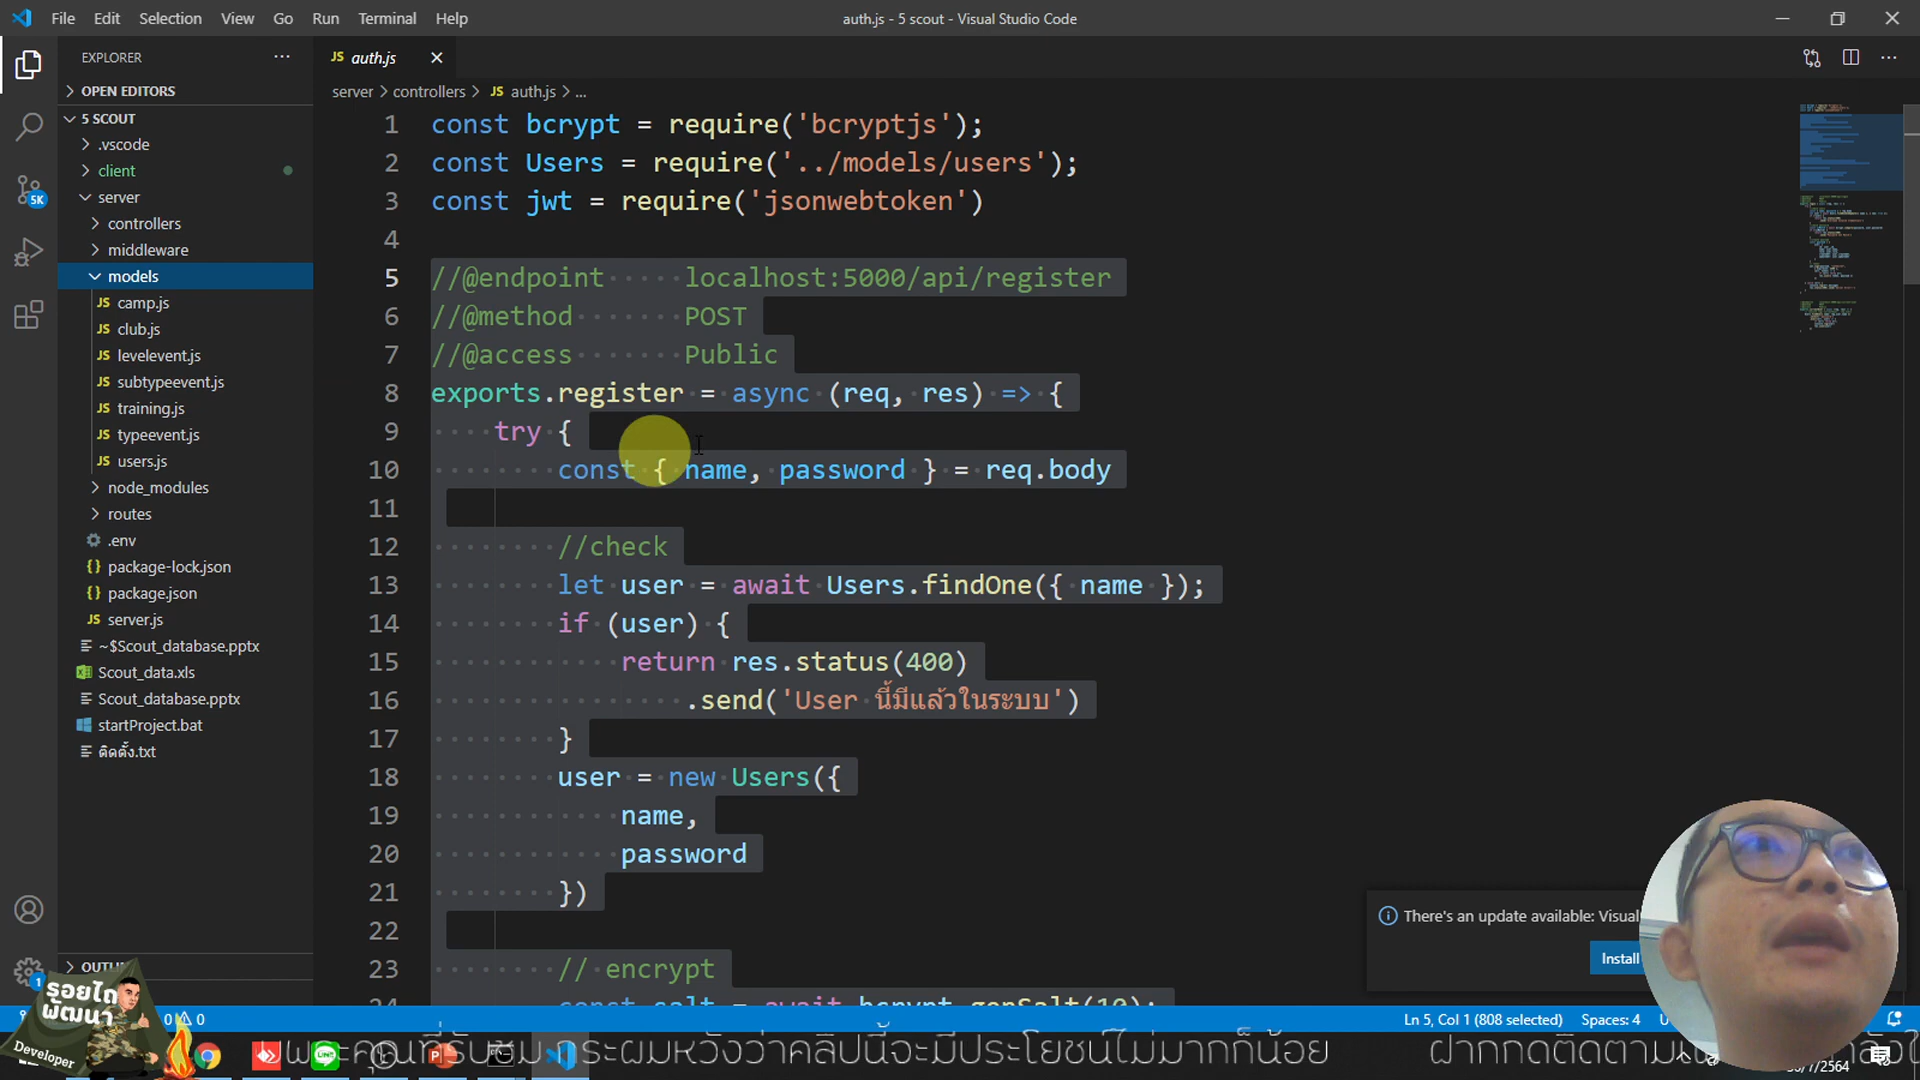 File Edit Selection View Go Run Terminal Help
auth.js - 5 scout - Visual Studio Code
EXPLORER
OPEN EDITORS
5 SCOUT
.vscode
client
server
controllers
middleware
models
JS camp.js
JS club.js
JS levelevent.js
JS subtypeevent.js
JS training.js
JS typeevent.js
JS users.js
node_modules
routes
.env
{} package-lock.json
{} package.json
JS server.js
~$Scout_database.pptx
Scout_data.xls
Scout_database.pptx
startProject.bat
ติดตั้ง.txt
5K
1
JS auth.js
server > controllers > JS auth.js > ...
1 const bcrypt = require('bcryptjs');
2 const Users = require('../models/users');
3 const jwt = require('jsonwebtoken')
4
5 //@endpoint localhost:5000/api/register
6 //@method POST
7 //@access Public
8 exports.register = async (req, res) => {
9 try {
10 const { name, password } = req.body
11
12 //check
13 let user = await Users.findOne({ name });
14 if (user) {
15 return res.status(400)
16 .send('User นี้มีแล้วในระบบ')
17 }
18 user = new Users({
19 name,
20 password
21 })
22
23 // encrypt
24 const salt = await bcrypt.genSalt(10);
There's an update available: Visual
Install
รอยไถ
พัฒนา
Developer
0 0
Ln 5, Col 1 (808 selected) Spaces: 4
พระคุณที่รับชม กระผมหวังว่าคลิปนี้จะมีประโยชน์ไม่มากก็น้อย ฝากกดติดตาม
/7/2564